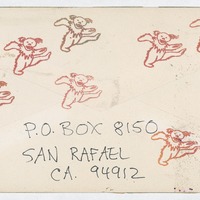 P.O. BOX 8150
SAN RAFAEL
CA. 94912